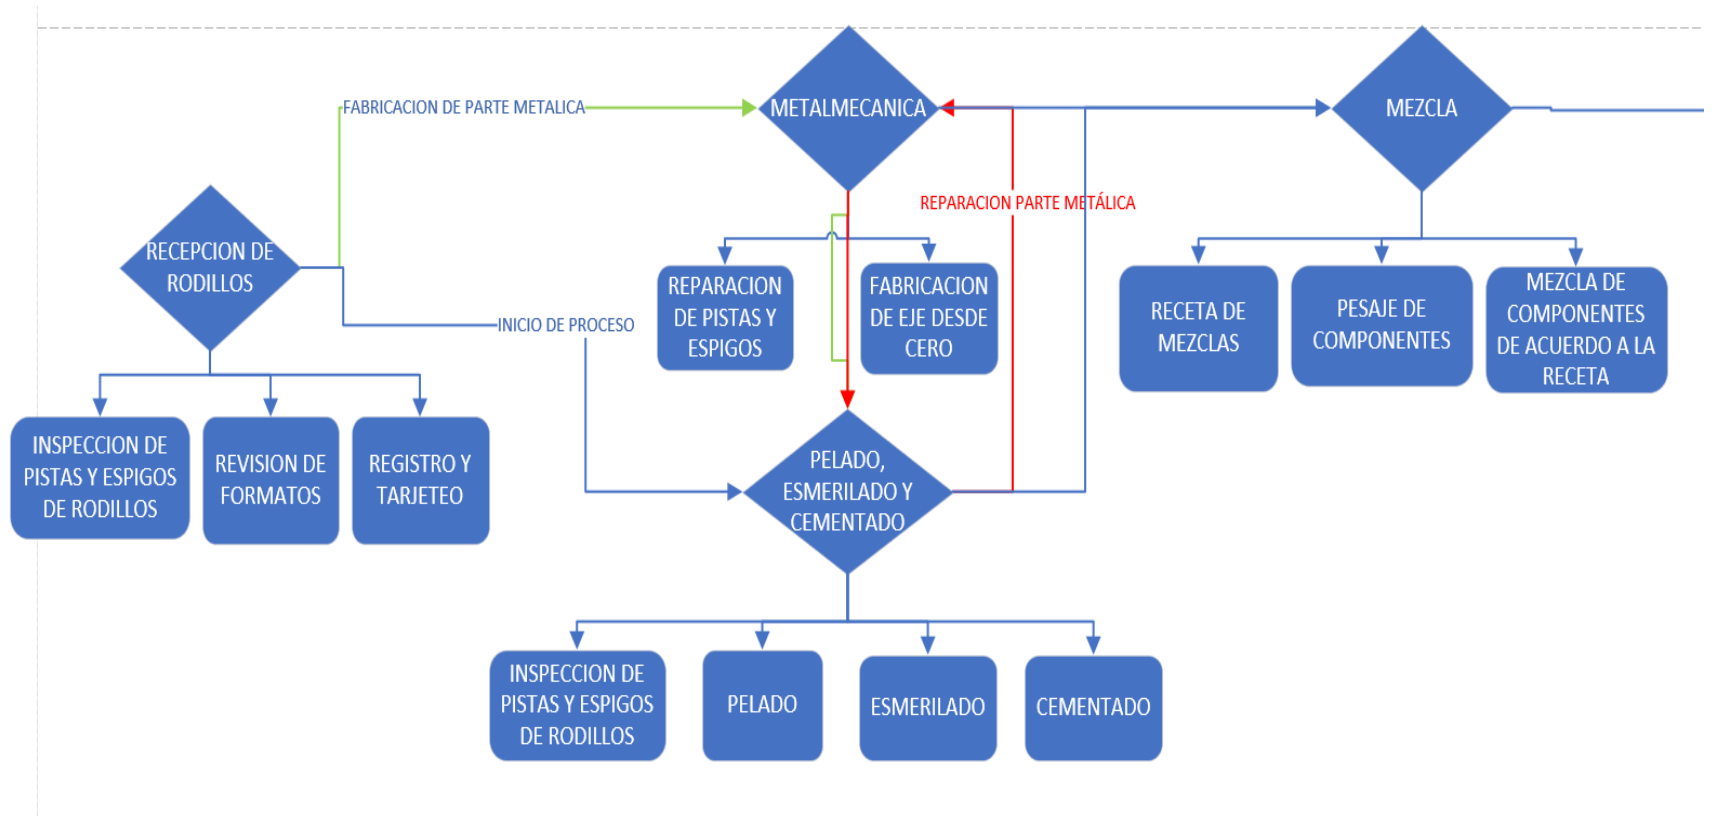 FABRICACION DE PARTE METALICA
METALMECANICA
MEZCLA
REPARACION PARTE METÁLICA
RECEPCION DE
RODILLOS
INICIO DE PROCESO
REPARACION
DE PISTAS Y
ESPIGOS
FABRICACION
DE EJE DESDE
CERO
RECETA DE
MEZCLAS
PESAJE DE
COMPONENTES
MEZCLA DE
COMPONENTES
DE ACUERDO A LA
RECETA
INSPECCION DE
PISTAS Y ESPIGOS
DE RODILLOS
REVISION DE
FORMATOS
REGISTRO Y
TARJETEO
PELADO,
ESMERILADO Y
CEMENTADO
INSPECCION DE
PISTAS Y ESPIGOS
DE RODILLOS
PELADO
ESMERILADO
CEMENTADO